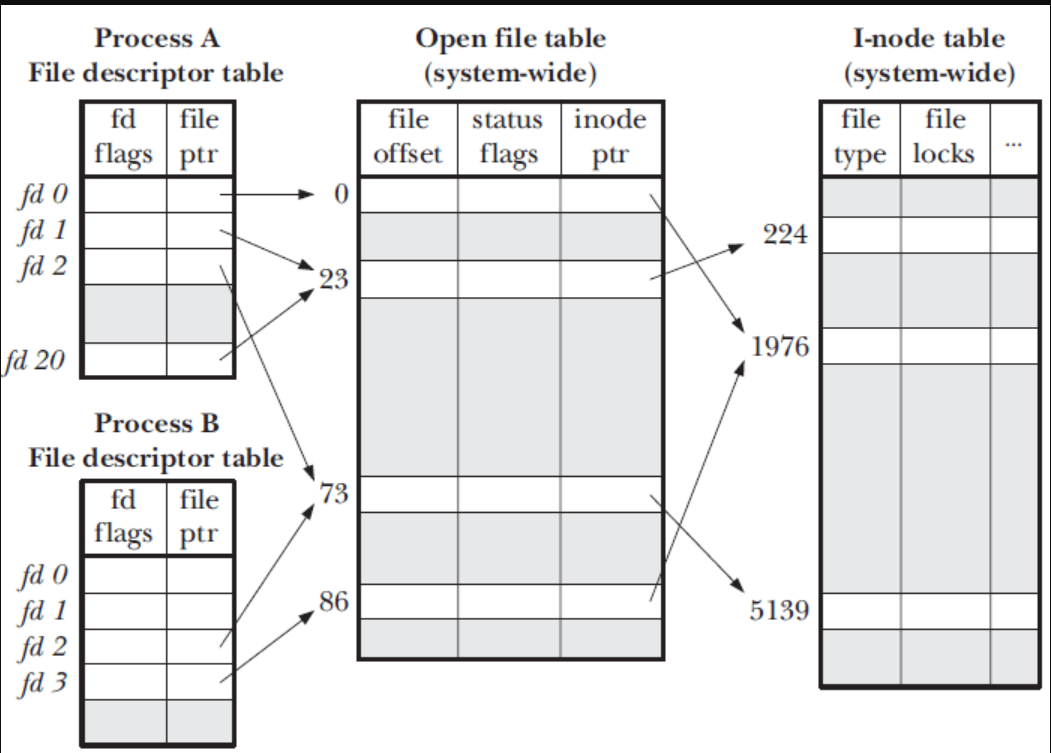 Process A
File descriptor table
fd
flags
file
ptr
fd 0
fd 1
fd 2
fd 20
Process B
File descriptor table
fd
flags
file
ptr
fd 0
fd 1
fd 2
fd 3
Open file table
(system-wide)
file
offset
status
flags
inode
ptr
0
23
73
86
I-node table
(system-wide)
file
type
file
locks
...
224
1976
5139